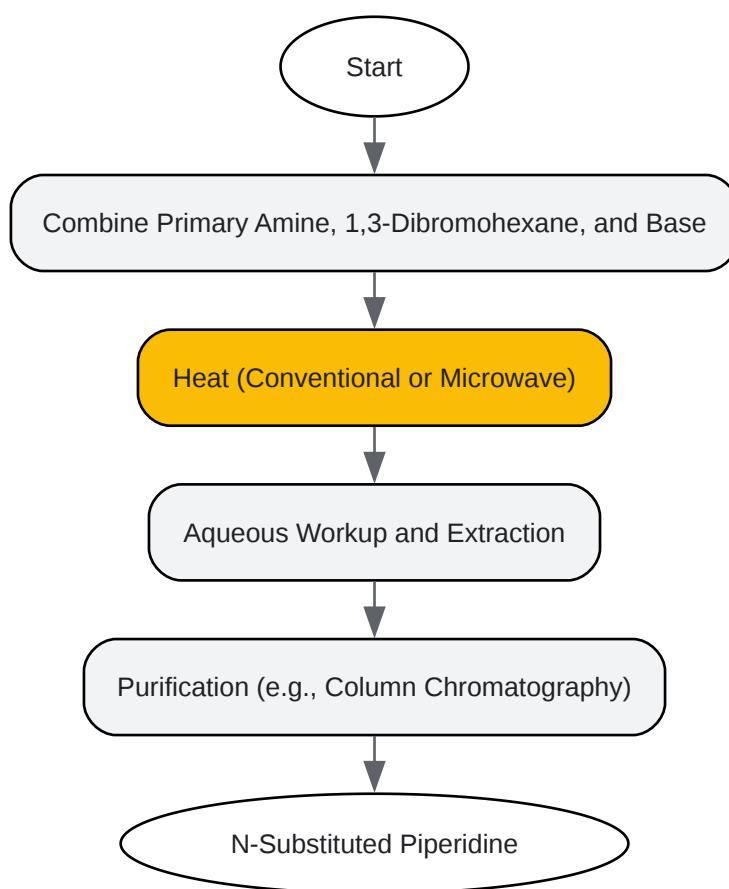 Start
Combine Primary Amine, 1,3-Dibromohexane, and Base
Heat (Conventional or Microwave)
Aqueous Workup and Extraction
Purification (e.g., Column Chromatography)
N-Substituted Piperidine